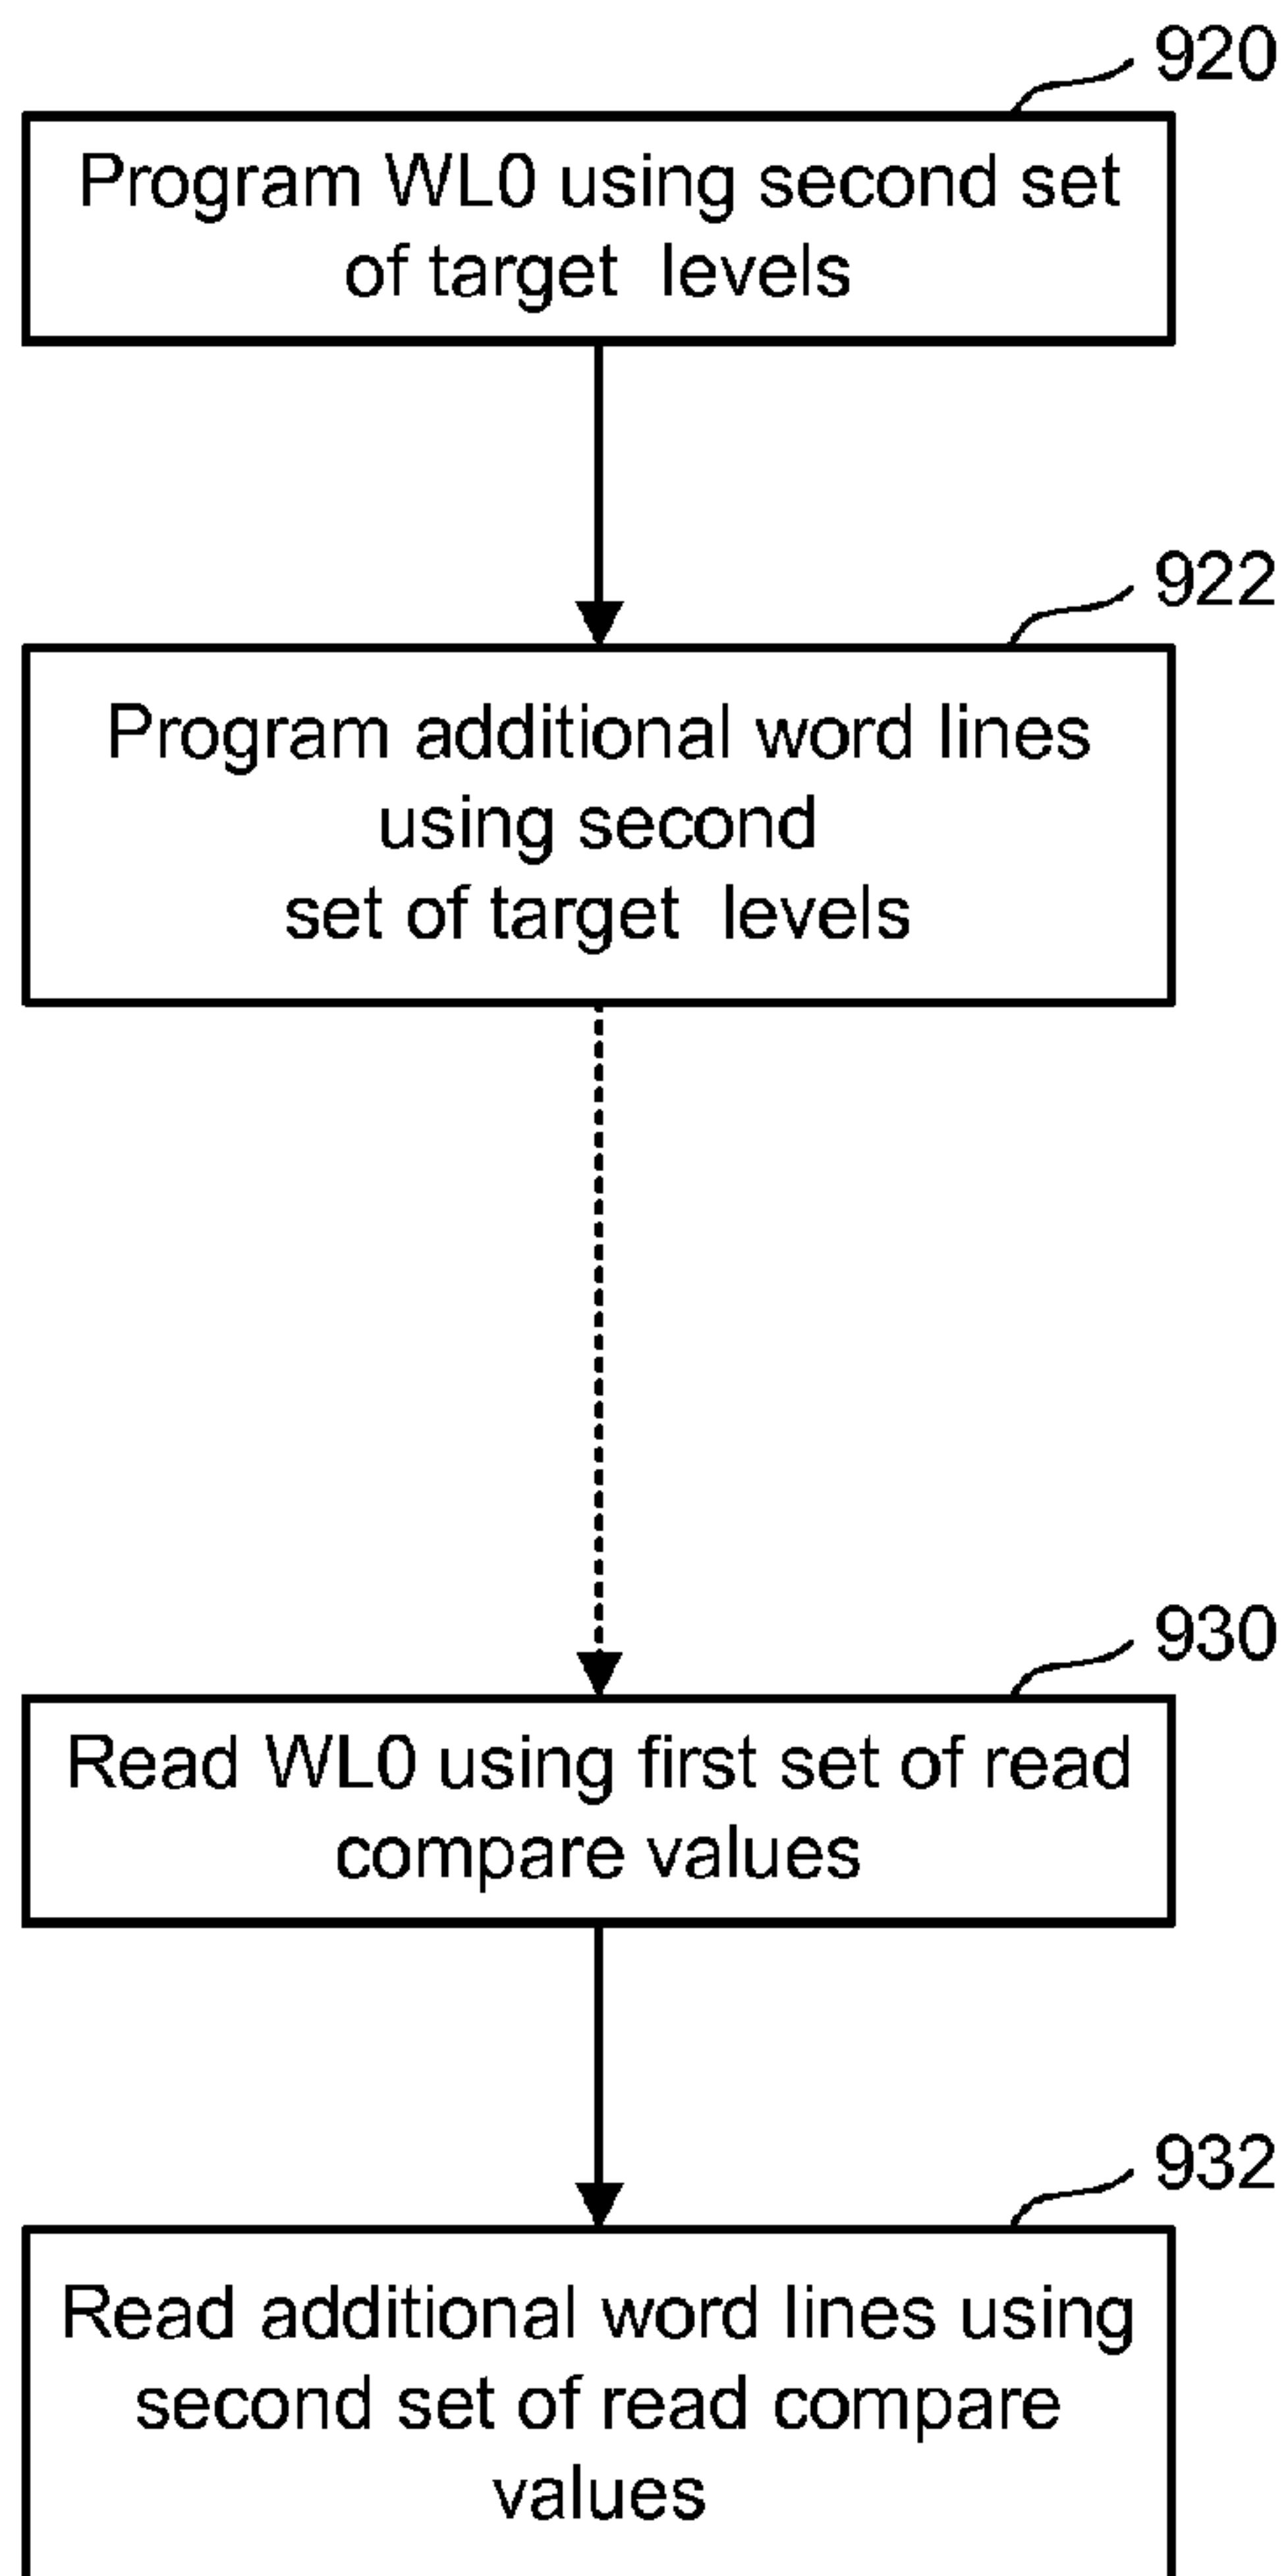 920
Program WL0 using second set
of target levels
922
Program additional word lines
using second
set of target levels
930
Read WL0 using first set of read
compare values
932
Read additional word lines using
second set of read compare
values